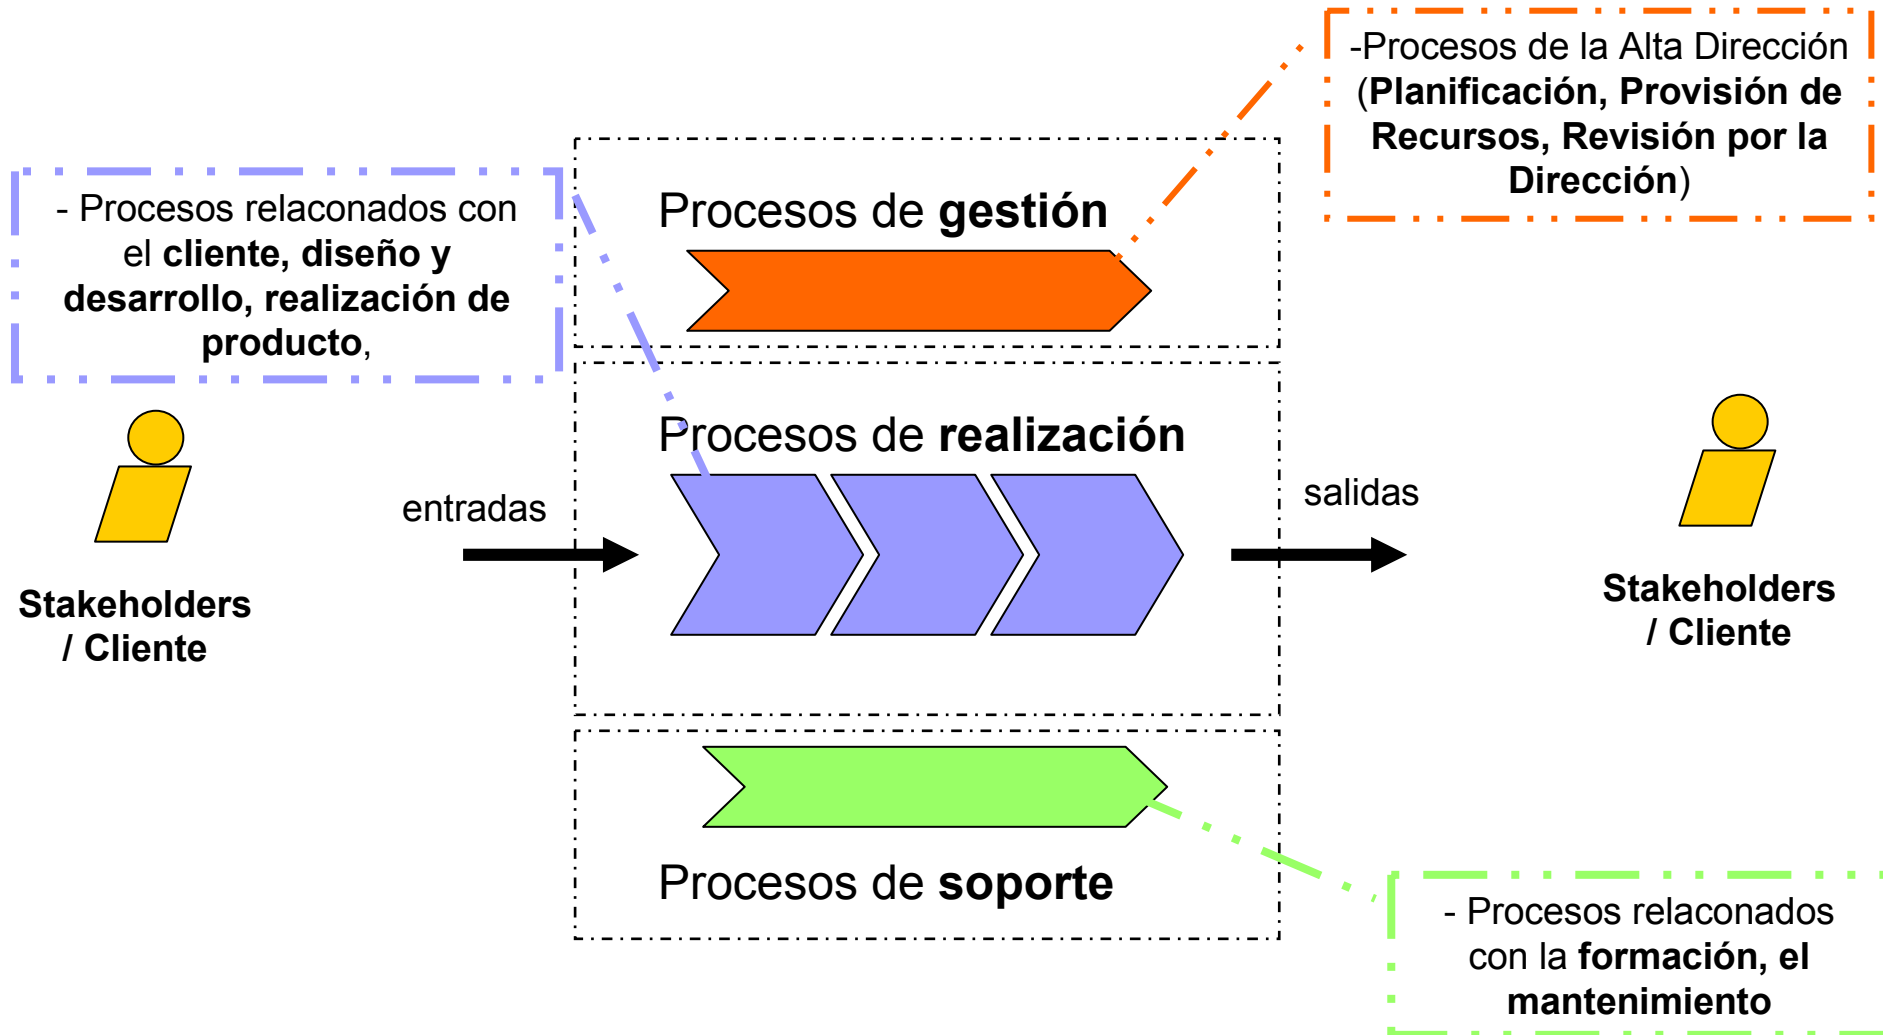 -Procesos de la Alta Dirección
(Planificación, Provisión de
Recursos, Revisión por la
Dirección)
- Procesos relaconados con
el cliente, diseño y
desarrollo, realización de
producto,
Procesos de gestión
Procesos de realización
entradas
salidas
Stakeholders
/ Cliente
Stakeholders
/ Cliente
Procesos de soporte
- Procesos relaconados
con la formación, el
mantenimiento